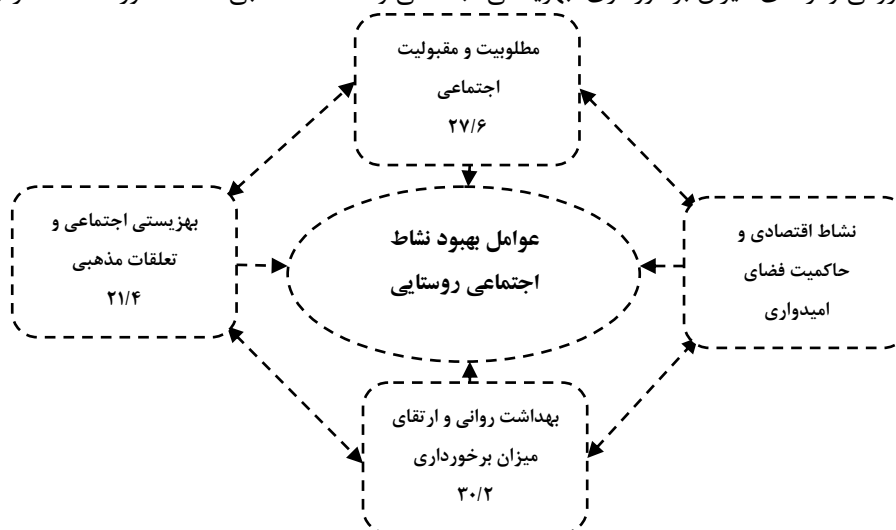 مطلوبیت و مقبولیت
اجتماعی
۲۷/۶
نشاط اقتصادی و
حاکمیت فضای
امیدواری
عوامل بهبود نشاط
اجتماعی روستایی
بهزیستی اجتماعی و
تعلقات مذهبی
۲۱/۴
بهداشت روانی و ارتقای
میزان برخورداری
۳۰/۲